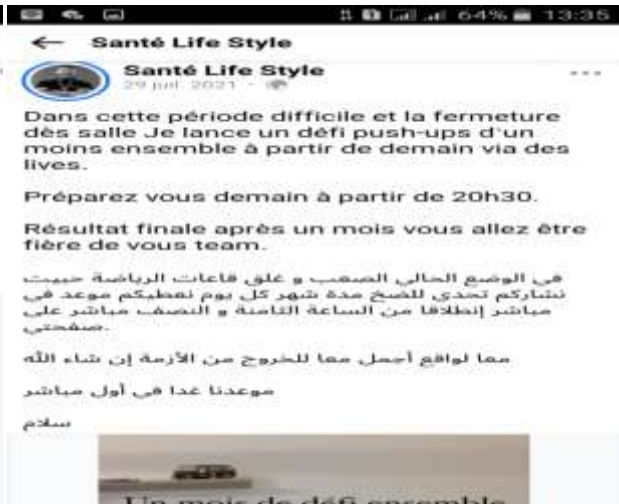 64% 13:35
← Santé Life Style
Santé Life Style
29 juil. 2021
Dans cette période difficile et la fermeture
dès salle Je lance un défi push-ups d'un
moins ensemble à partir de demain via des
lives.
Préparez vous demain à partir de 20h30.
Résultat finale après un mois vous allez être
fière de vous team.
في الوضع الحالي الصعب و غلق قاعات الرياضة حبيت
نشاركم تحدي للضخ مدة شهر كل يوم نعطيكم موعد في
مباشر إنطلاقا من الساعة الثامنة و النصف مباشر على
صفحتي.
معا لواقع أجمل معا للخروج من الأزمة إن شاء الله
موعدنا غدا في أول مباشر
سلام
Un mois de défi ensemble